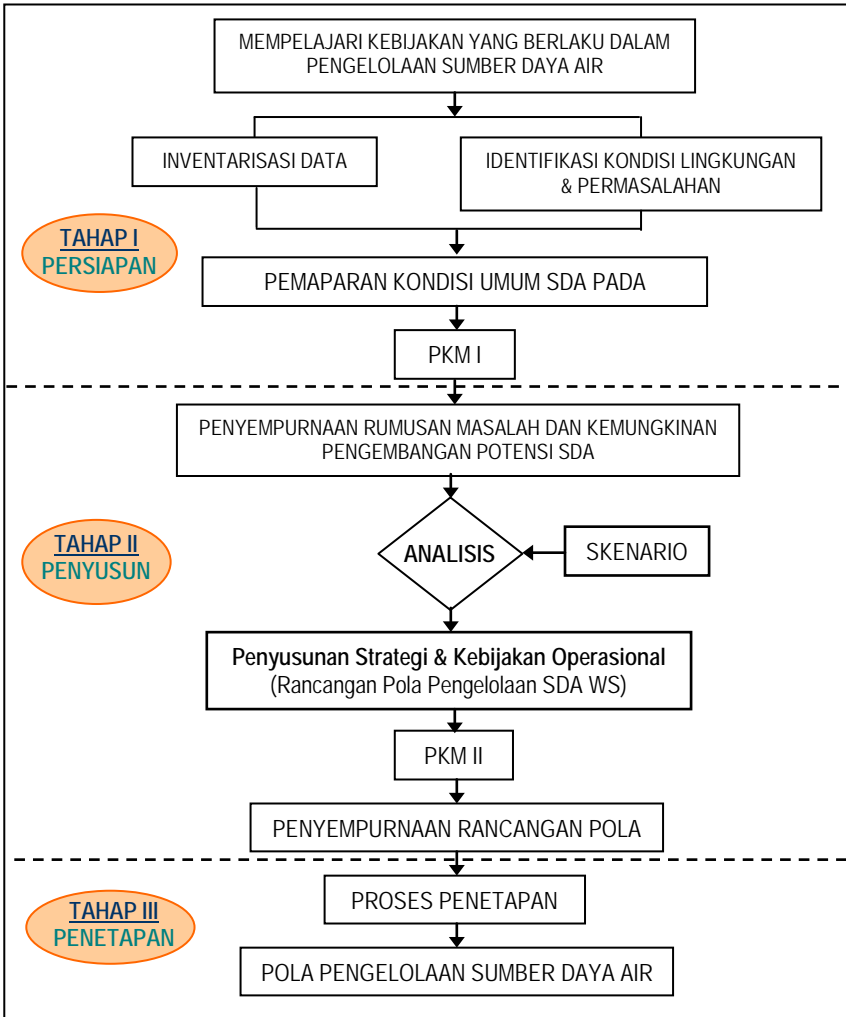 MEMPELAJARI KEBIJAKAN YANG BERLAKU DALAM
PENGELOLAAN SUMBER DAYA AIR
INVENTARISASI DATA
IDENTIFIKASI KONDISI LINGKUNGAN
& PERMASALAHAN
TAHAP I
PERSIAPAN
PEMAPARAN KONDISI UMUM SDA PADA
PKM I
PENYEMPURNAAN RUMUSAN MASALAH DAN KEMUNGKINAN
PENGEMBANGAN POTENSI SDA
TAHAP II
PENYUSUN
ANALISIS
SKENARIO
Penyusunan Strategi & Kebijakan Operasional
(Rancangan Pola Pengelolaan SDA WS)
PKM II
PENYEMPURNAAN RANCANGAN POLA
TAHAP III
PENETAPAN
PROSES PENETAPAN
POLA PENGELOLAAN SUMBER DAYA AIR